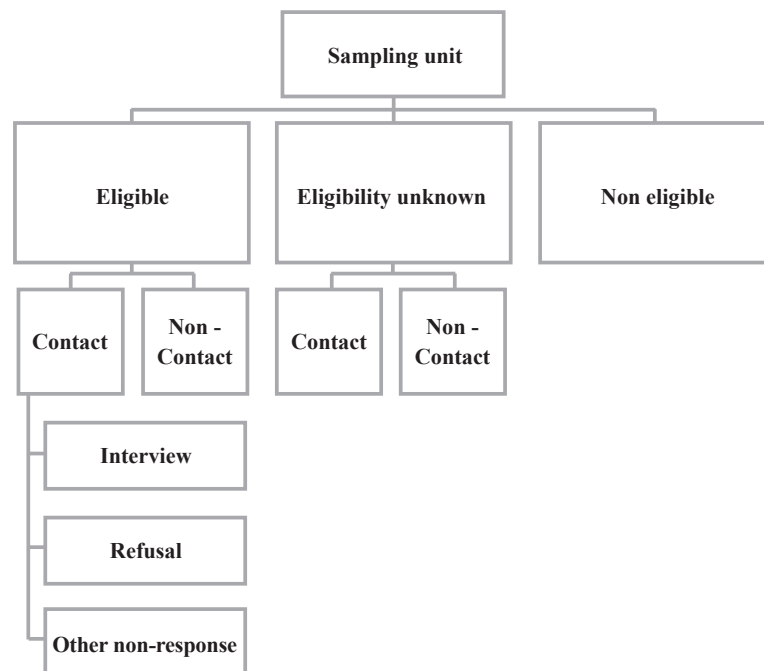 Sampling unit
Eligible
Eligibility unknown
Non eligible
Contact
Non -
Contact
Contact
Non -
Contact
Interview
Refusal
Other non-response